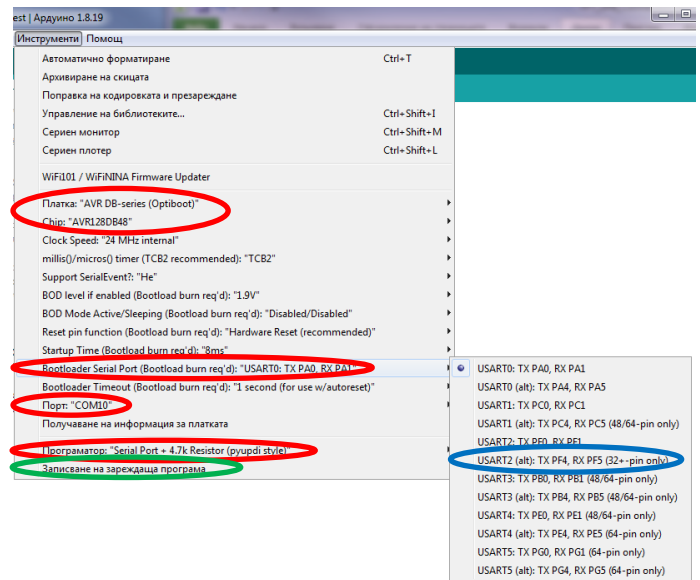 est | Ардуино 1.8.19
Инструменти Помощ
Автоматично форматиране Ctrl+T
Архивиране на скицата
Поправка на кодировката и презареждане
Управление на библиотеките... Ctrl+Shift+I
Сериен монитор Ctrl+Shift+M
Сериен плотер Ctrl+Shift+L
WiFi101 / WiFiNINA Firmware Updater
Платка: "AVR DB-series (Optiboot)"
Chip: "AVR128DB48"
Clock Speed: "24 MHz internal"
millis()/micros() timer (TCB2 recommended): "TCB2"
Support SerialEvent?: "Не"
BOD level if enabled (Bootload burn req'd): "1.9V"
BOD Mode Active/Sleeping (Bootload burn req'd): "Disabled/Disabled"
Reset pin function (Bootload burn req'd): "Hardware Reset (recommended)"
Startup Time (Bootload burn req'd): "8ms"
Bootloader Serial Port (Bootload burn req'd): "USART0: TX PA0, RX PA1"
Bootloader Timeout (Bootload burn req'd): "1 second (for use w/autoreset)"
Порт: "COM10"
Получаване на информация за платката
Програматор: "Serial Port + 4.7k Resistor (pyupdi style)"
Записване на зареждаща програма
USART0: TX PA0, RX PA1
USART0 (alt): TX PA4, RX PA5
USART1: TX PC0, RX PC1
USART1 (alt): TX PC4, RX PC5 (48/64-pin only)
USART2: TX PF0, RX PF1
USART2 (alt): TX PF4, RX PF5 (32+-pin only)
USART3: TX PB0, RX PB1 (48/64-pin only)
USART3 (alt): TX PB4, RX PB5 (48/64-pin only)
USART4: TX PE0, RX PE1 (48/64-pin only)
USART4 (alt): TX PE4, RX PE5 (64-pin only)
USART5: TX PG0, RX PG1 (64-pin only)
USART5 (alt): TX PG4, RX PG5 (64-pin only)